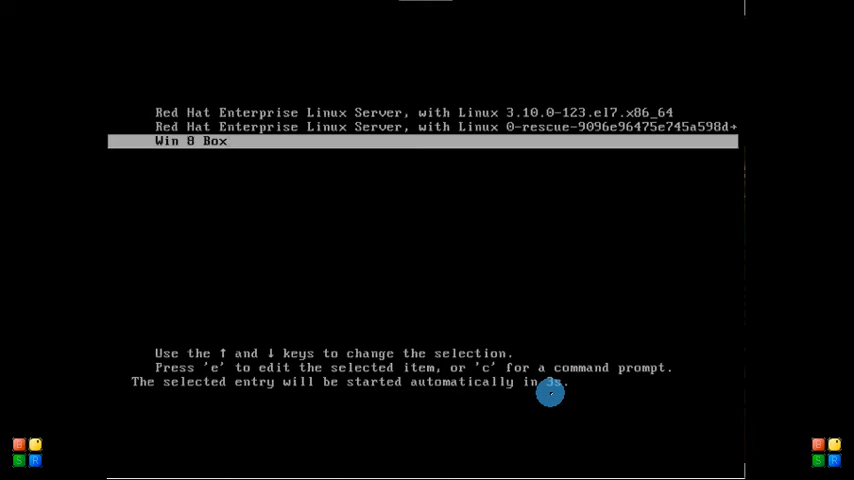 Red Hat Enterprise Linux Server, with Linux 3.10.0-123.el7.x86_64
Red Hat Enterprise Linux Server, with Linux 0-rescue-9096e96475e745a598d→
Win 8 Box
Use the ↑ and ↓ keys to change the selection.
Press 'e' to edit the selected item, or 'c' for a command prompt.
The selected entry will be started automatically in 3s.